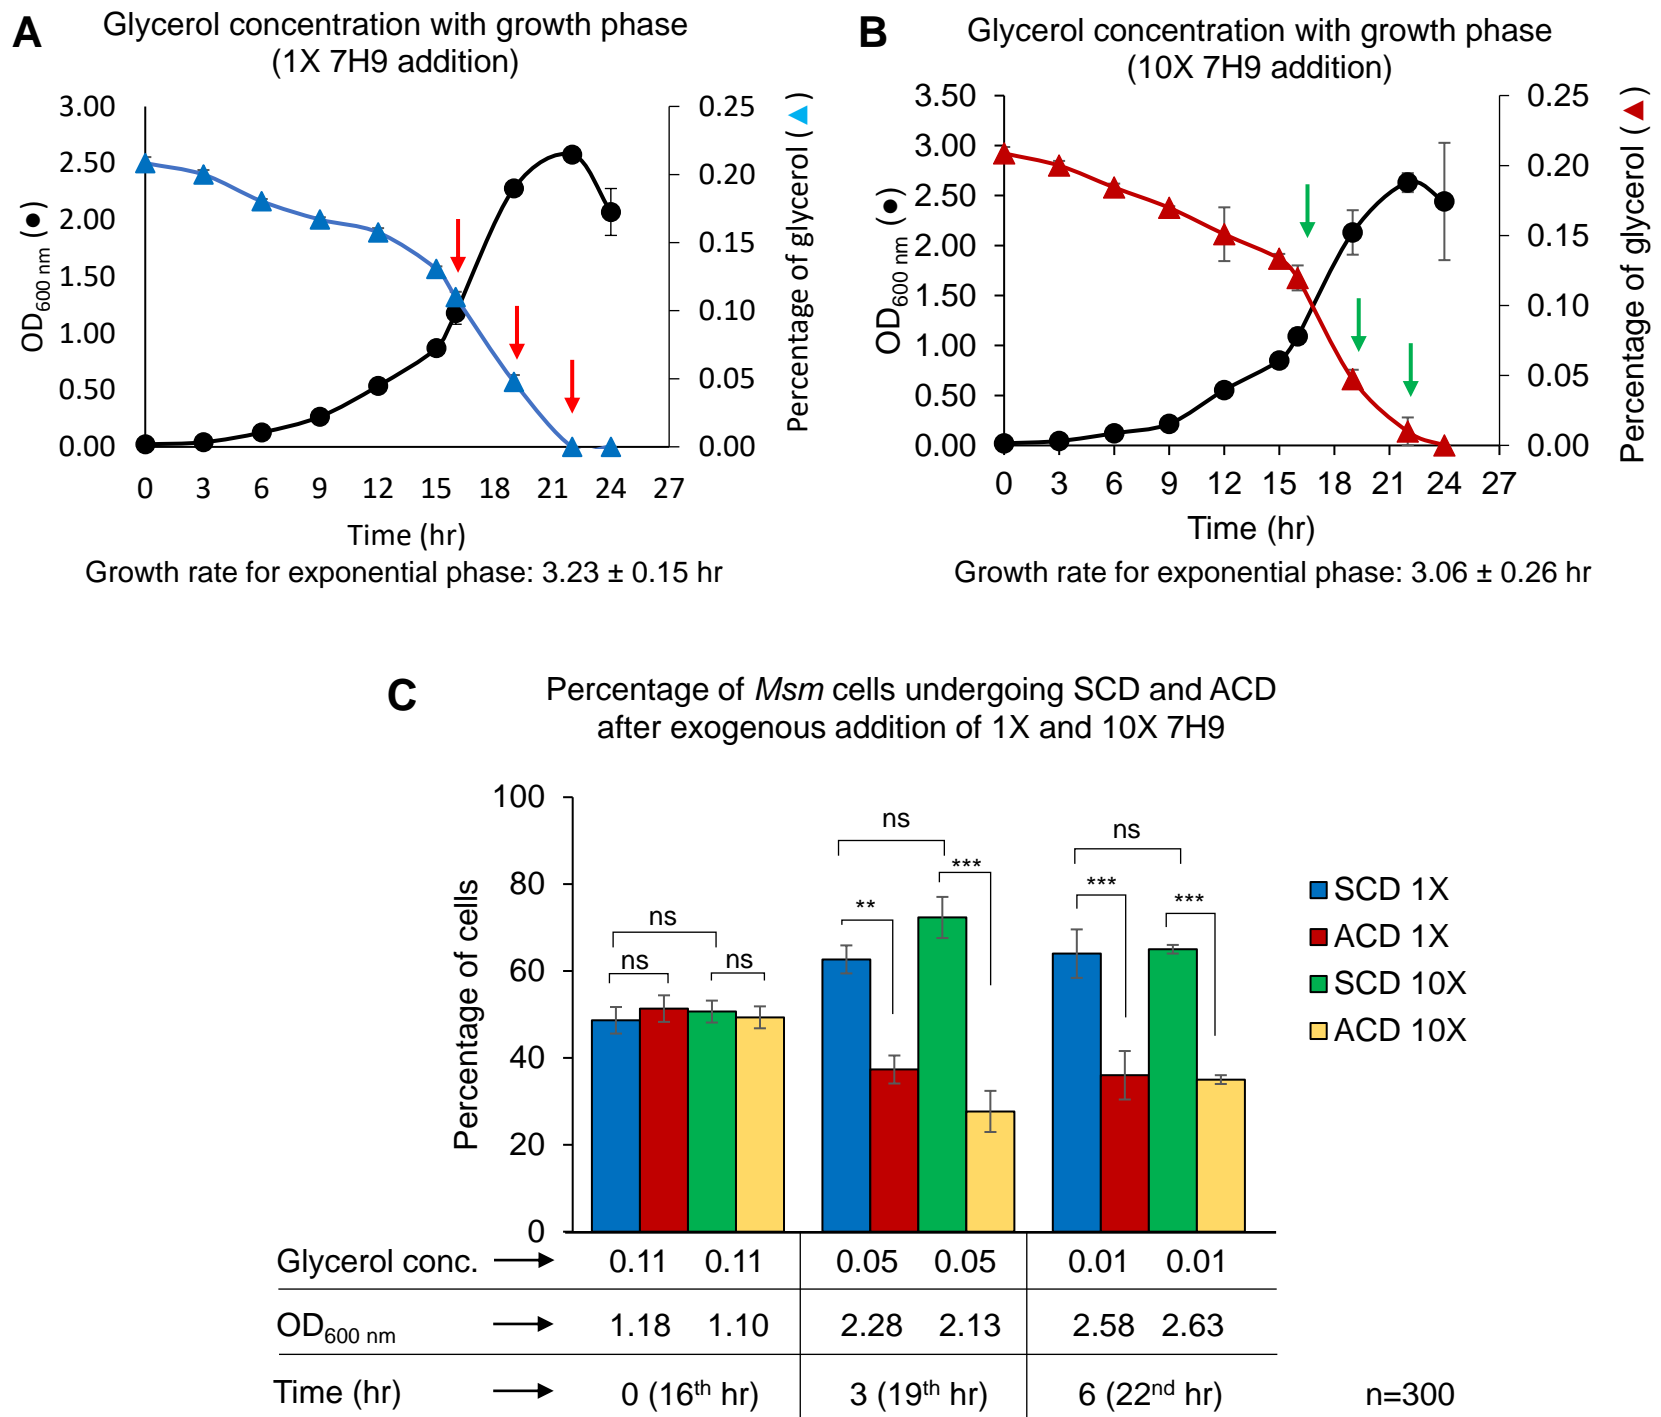 A
Glycerol concentration with growth phase
(1X 7H9 addition)
3.00
2.50
2.00
1.50
1.00
0.50
0.00
OD600 nm (●)
0.25
0.20
0.15
0.10
0.05
0.00
Percentage of glycerol (▲)
0 3 6 9 12 15 18 21 24 27
Time (hr)
Growth rate for exponential phase: 3.23 ± 0.15 hr
B
Glycerol concentration with growth phase
(10X 7H9 addition)
3.50
3.00
2.50
2.00
1.50
1.00
0.50
0.00
OD600 nm (●)
0.25
0.20
0.15
0.10
0.05
0.00
Percentage of glycerol (▲)
0 3 6 9 12 15 18 21 24 27
Time (hr)
Growth rate for exponential phase: 3.06 ± 0.26 hr
C
Percentage of Msm cells undergoing SCD and ACD
after exogenous addition of 1X and 10X 7H9
100
80
60
40
20
0
Percentage of cells
ns
ns
ns
ns
**
***
ns
***
***
SCD 1X
ACD 1X
SCD 10X
ACD 10X
Glycerol conc. → 0.11 0.11 0.05 0.05 0.01 0.01
OD600 nm → 1.18 1.10 2.28 2.13 2.58 2.63
Time (hr) → 0 (16th hr) 3 (19th hr) 6 (22nd hr)
n=300